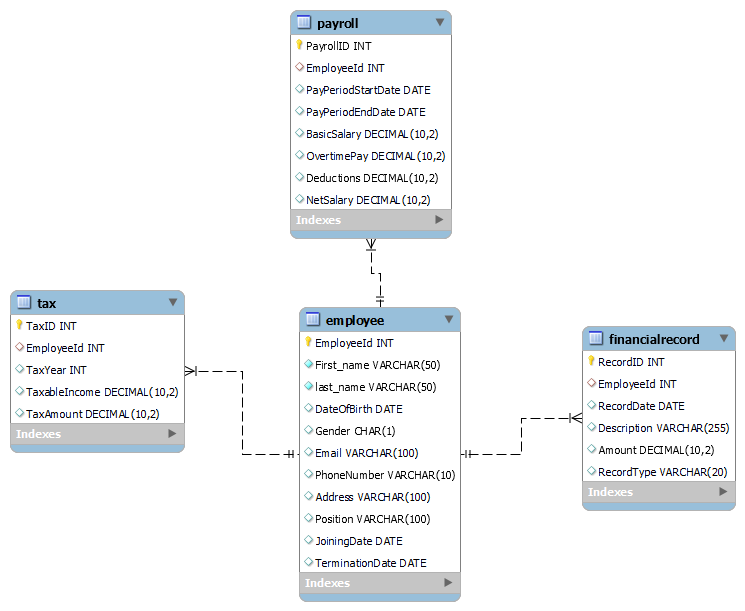 payroll
PayrollID INT
EmployeeId INT
PayPeriodStartDate DATE
PayPeriodEndDate DATE
BasicSalary DECIMAL(10,2)
OvertimePay DECIMAL(10,2)
Deductions DECIMAL(10,2)
NetSalary DECIMAL(10,2)
Indexes
tax
TaxID INT
EmployeeId INT
TaxYear INT
TaxableIncome DECIMAL(10,2)
TaxAmount DECIMAL(10,2)
Indexes
employee
EmployeeId INT
First_name VARCHAR(50)
last_name VARCHAR(50)
DateOfBirth DATE
Gender CHAR(1)
Email VARCHAR(100)
PhoneNumber VARCHAR(10)
Address VARCHAR(100)
Position VARCHAR(100)
JoiningDate DATE
TerminationDate DATE
Indexes
financialrecord
RecordID INT
EmployeeId INT
RecordDate DATE
Description VARCHAR(255)
Amount DECIMAL(10,2)
RecordType VARCHAR(20)
Indexes